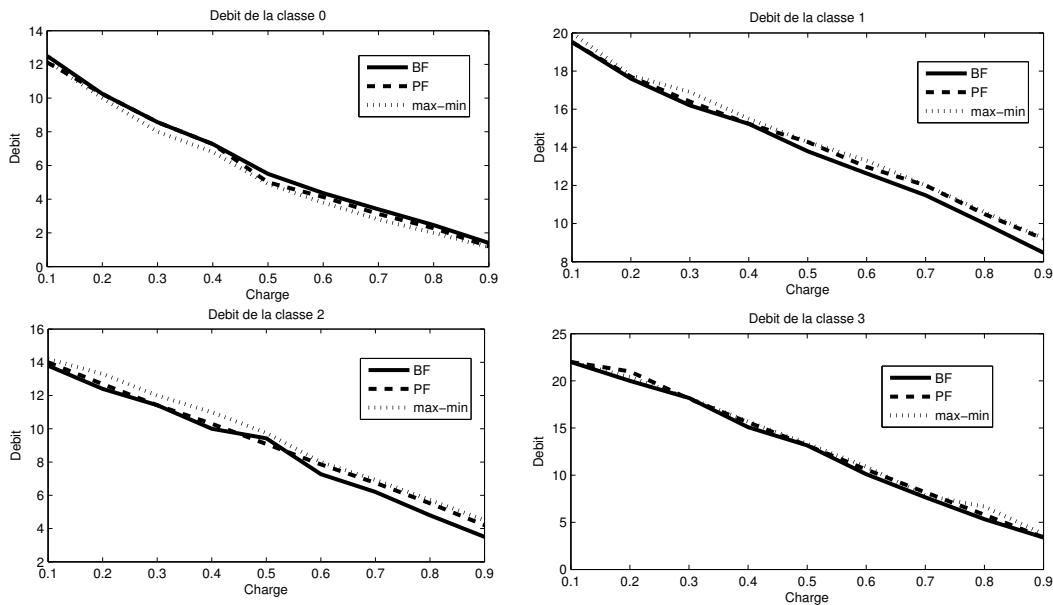 Debit de la classe 0
14
12
10
8
6
4
2
0
Debit
BF
PF
max-min
0.1 0.2 0.3 0.4 0.5 0.6 0.7 0.8 0.9
Charge
Debit de la classe 1
20
18
16
14
12
10
8
Debit
BF
PF
max-min
0.1 0.2 0.3 0.4 0.5 0.6 0.7 0.8 0.9
Charge
Debit de la classe 2
16
14
12
10
8
6
4
2
Debit
BF
PF
max-min
0.1 0.2 0.3 0.4 0.5 0.6 0.7 0.8 0.9
Charge
Debit de la classe 3
25
20
15
10
5
0
Debit
BF
PF
max-min
0.1 0.2 0.3 0.4 0.5 0.6 0.7 0.8 0.9
Charge